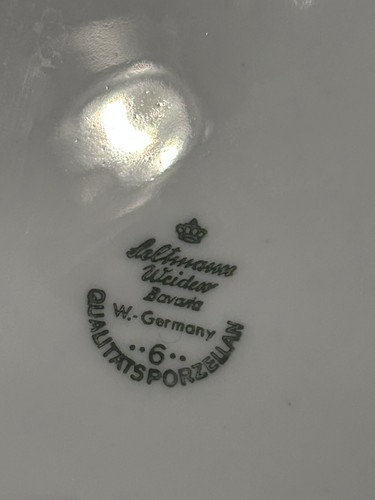 Seltmann
Weiden
Bavaria
W.-Germany
..6..
QUALITÄTSPORZELLAN